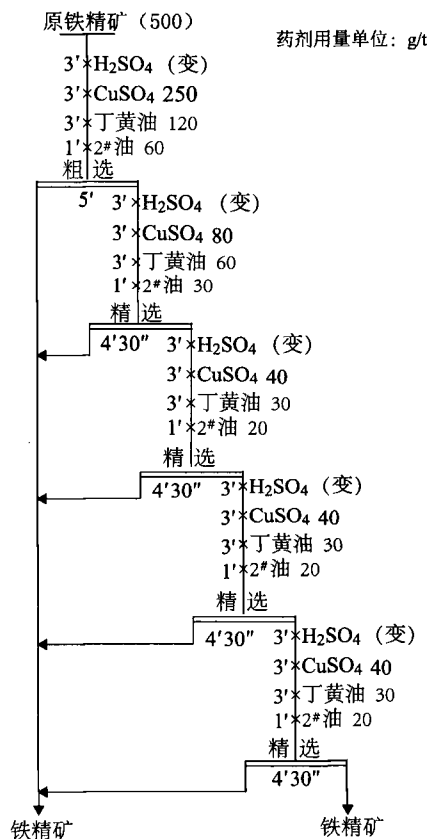 原铁精矿（500）
药剂用量单位：g/t
3′ H₂SO₄（变）
3′ CuSO₄ 250
3′ 丁黄油 120
1′ 2#油 60
粗选
5′
3′ H₂SO₄（变）
3′ CuSO₄ 80
3′ 丁黄油 60
1′ 2#油 30
精选
4′30″
3′ H₂SO₄（变）
3′ CuSO₄ 40
3′ 丁黄油 30
1′ 2#油 20
精选
4′30″
3′ H₂SO₄（变）
3′ CuSO₄ 40
3′ 丁黄油 30
1′ 2#油 20
精选
4′30″
3′ H₂SO₄（变）
3′ CuSO₄ 40
3′ 丁黄油 30
1′ 2#油 20
精选
4′30″
铁精矿
铁精矿